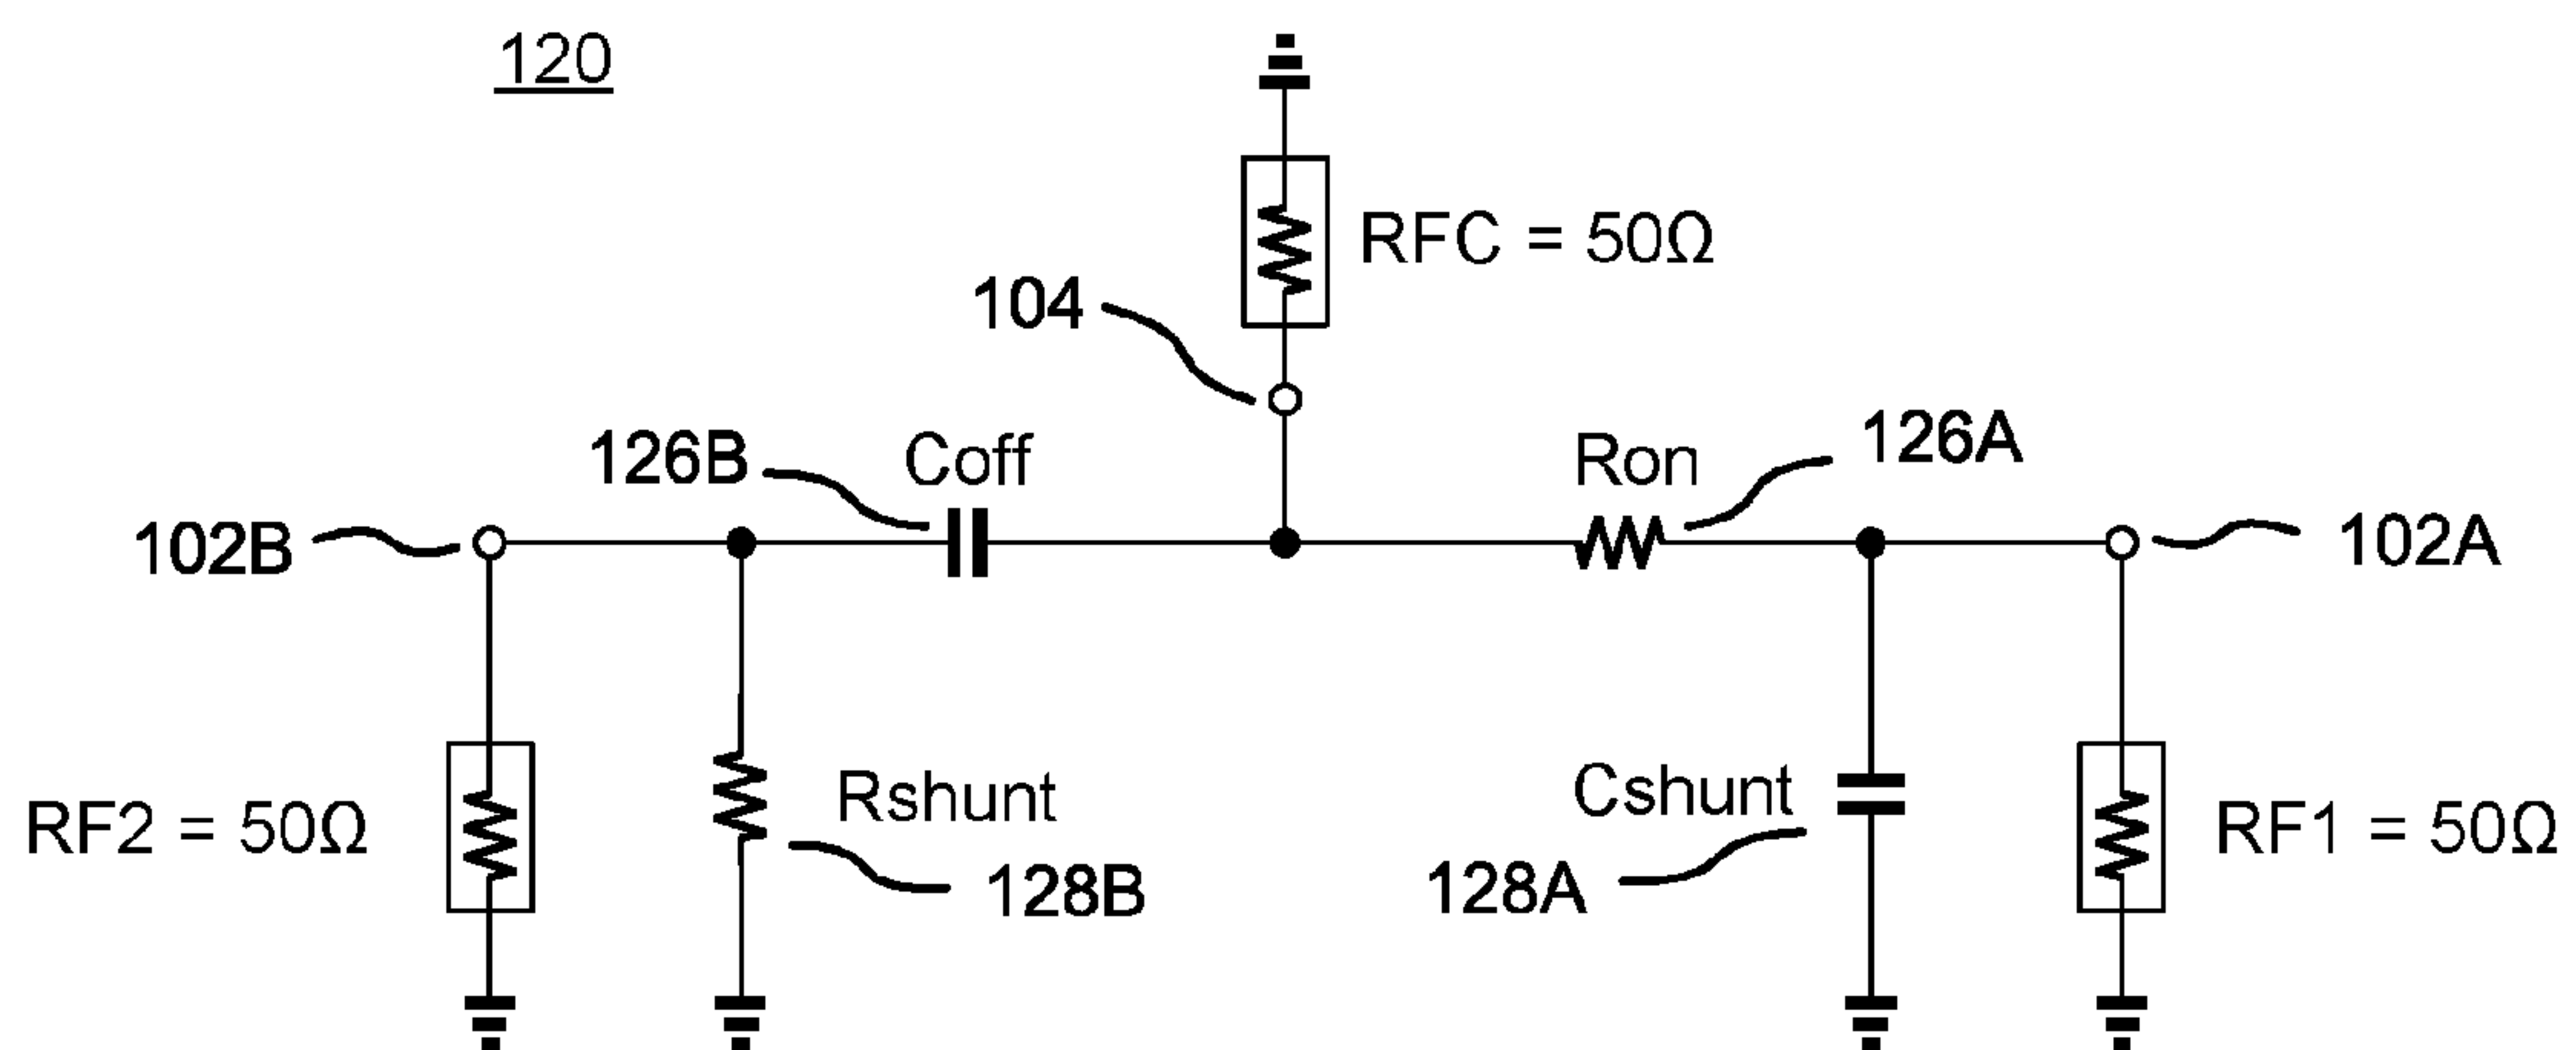 120
RFC = 50Ω
104
126B
Coff
Ron
126A
102B
102A
RF2 = 50Ω
Rshunt
128B
Cshunt
128A
RF1 = 50Ω